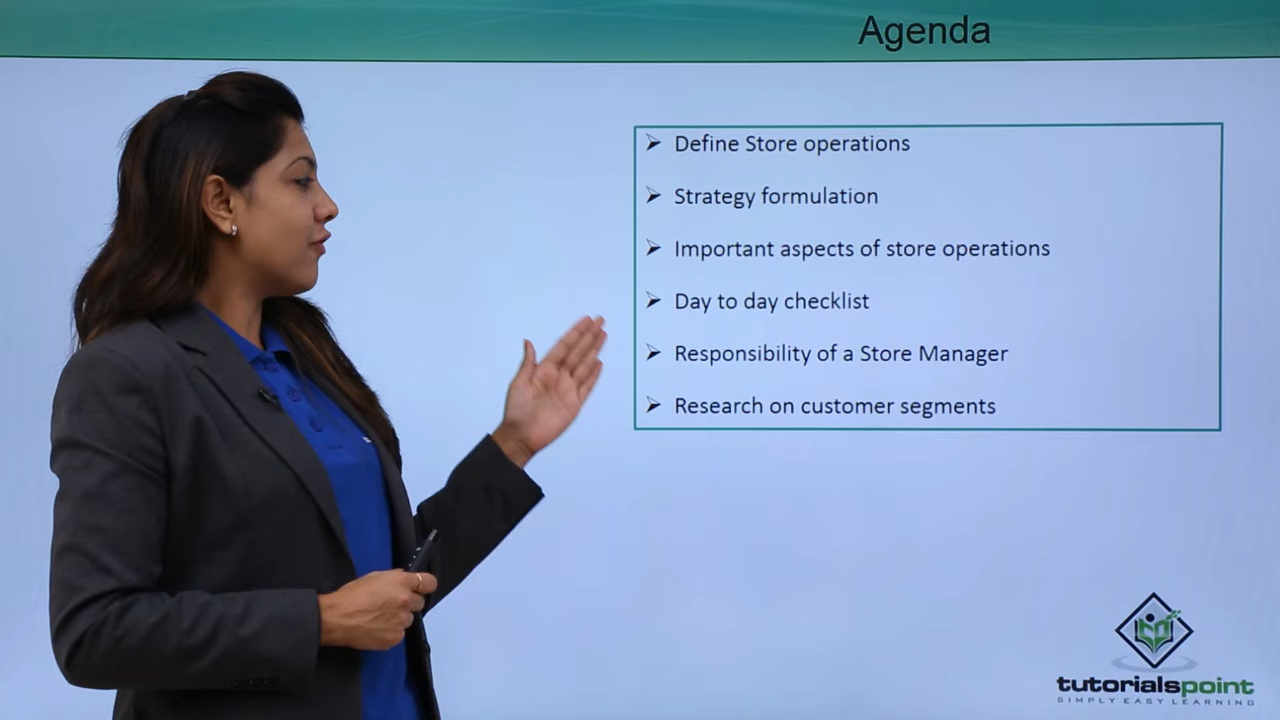 Agenda
Define Store operations
Strategy formulation
Important aspects of store operations
Day to day checklist
Responsibility of a Store Manager
Research on customer segments
tutorialspoint
SIMPLY EASY LEARNING